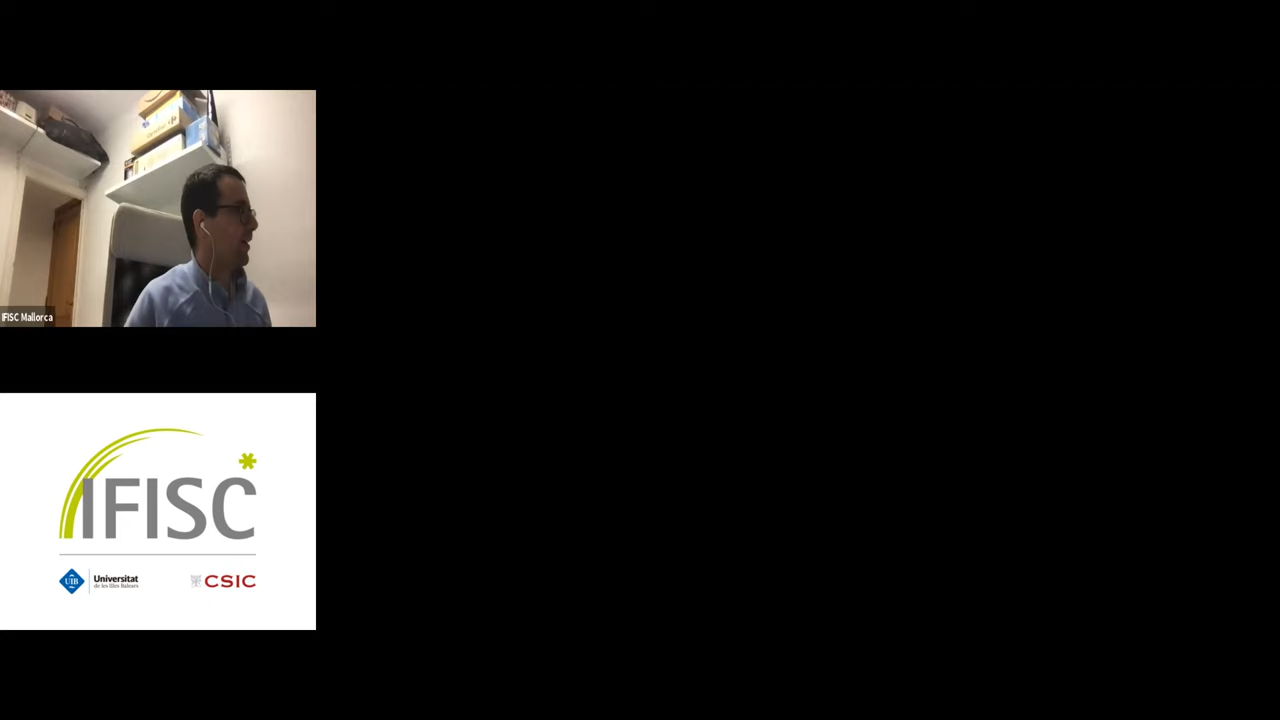 IFISC Mallorca
IFISC
UIB
Universitat
de les Illes Balears
CSIC